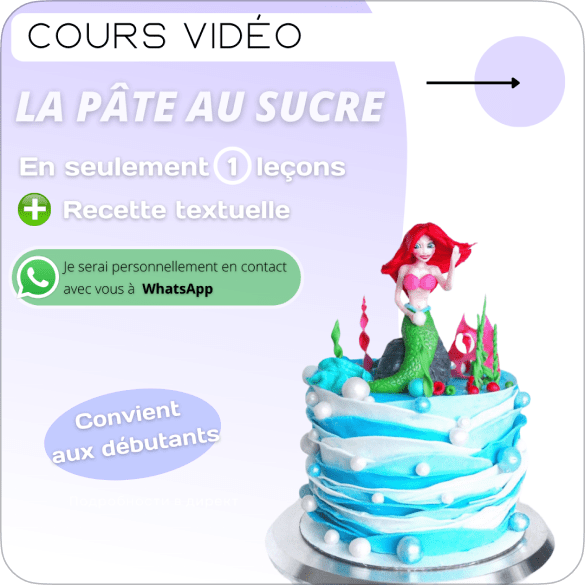 COURS VIDÉO
LA PÂTE AU SUCRE
En seulement 1 leçons
Recette textuelle
Je serai personnellement en contact
avec vous à WhatsApp
Convient
aux débutants